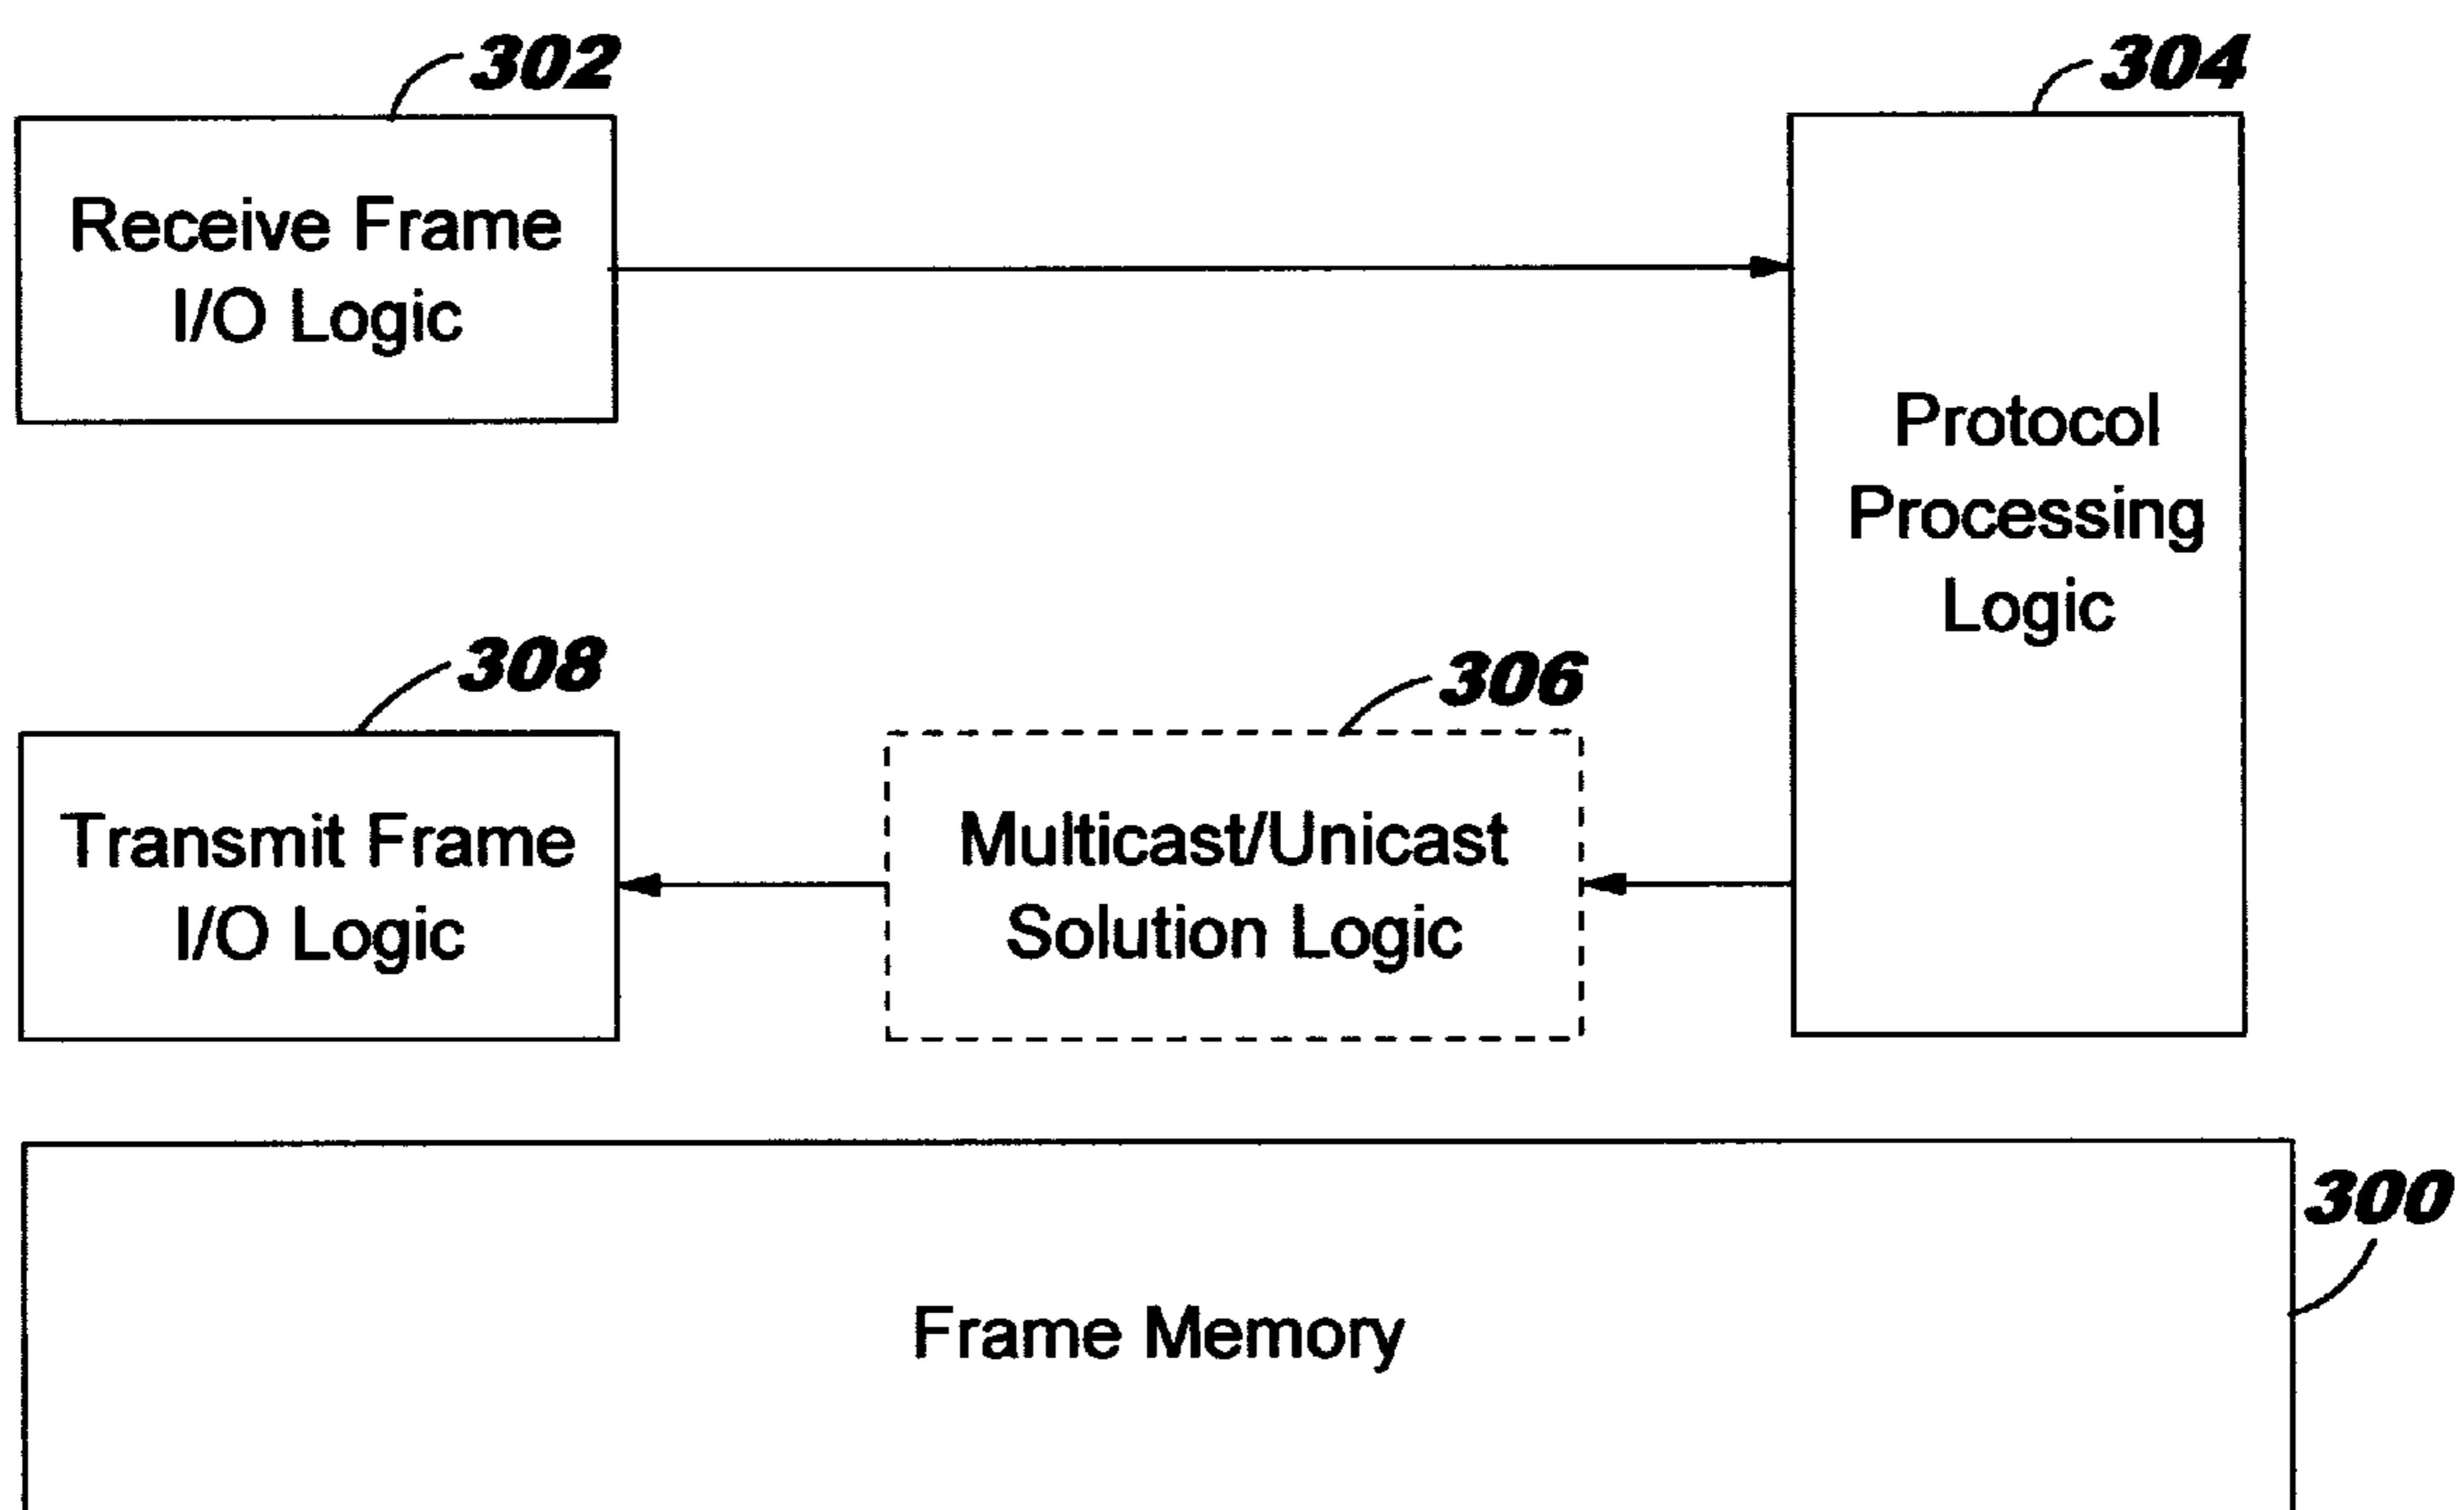 302
304
Receive Frame
I/O Logic
Protocol
Processing
Logic
308
306
Transmit Frame
I/O Logic
Multicast/Unicast
Solution Logic
300
Frame Memory